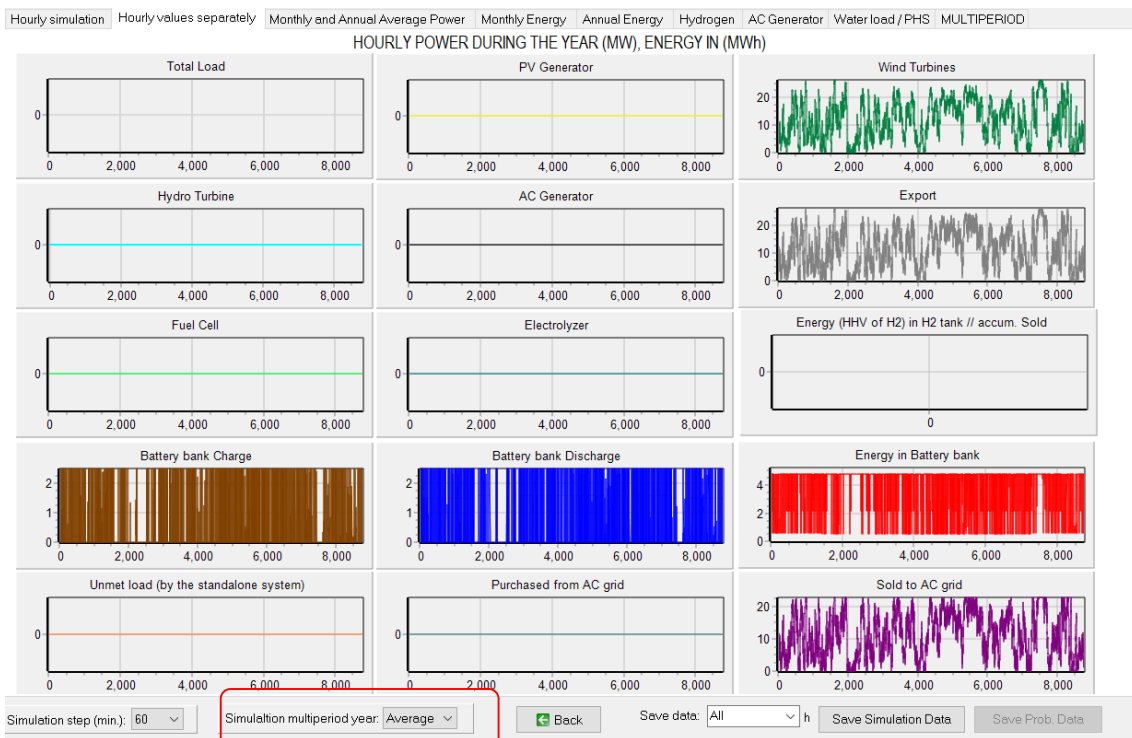 Hourly simulation Hourly values separately Monthly and Annual Average Power Monthly Energy Annual Energy Hydrogen AC Generator Water load / PHS MULTIPERIOD
HOURLY POWER DURING THE YEAR (MW), ENERGY IN (MWh)
Total Load PV Generator Wind Turbines
20
0 0 10
0
0 2,000 4,000 6,000 8,000 0 2,000 4,000 6,000 8,000 0 2,000 4,000 6,000 8,000
Hydro Turbine AC Generator Export
20
0 0 10
0
0 2,000 4,000 6,000 8,000 0 2,000 4,000 6,000 8,000 0 2,000 4,000 6,000 8,000
Fuel Cell Electrolyzer Energy (HHV of H2) in H2 tank // accum. Sold
0 0 0
0 2,000 4,000 6,000 8,000 0 2,000 4,000 6,000 8,000 0
Battery bank Charge Battery bank Discharge Energy in Battery bank
2 2 4
1 1 2
0 0 0
0 2,000 4,000 6,000 8,000 0 2,000 4,000 6,000 8,000 0 2,000 4,000 6,000 8,000
Unmet load (by the standalone system) Purchased from AC grid Sold to AC grid
20
0 0 10
0
0 2,000 4,000 6,000 8,000 0 2,000 4,000 6,000 8,000 0 2,000 4,000 6,000 8,000
Simulation step (min.): 60 Simulaltion multiperiod year: Average Back Save data: All h Save Simulation Data Save Prob. Data